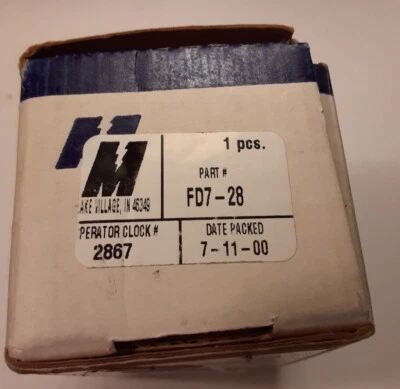 1 pcs.
M
PART #
FD7-28
AKE VILLAGE, IN 46349
PERATOR CLOCK #
2867
DATE PACKED
7-11-00